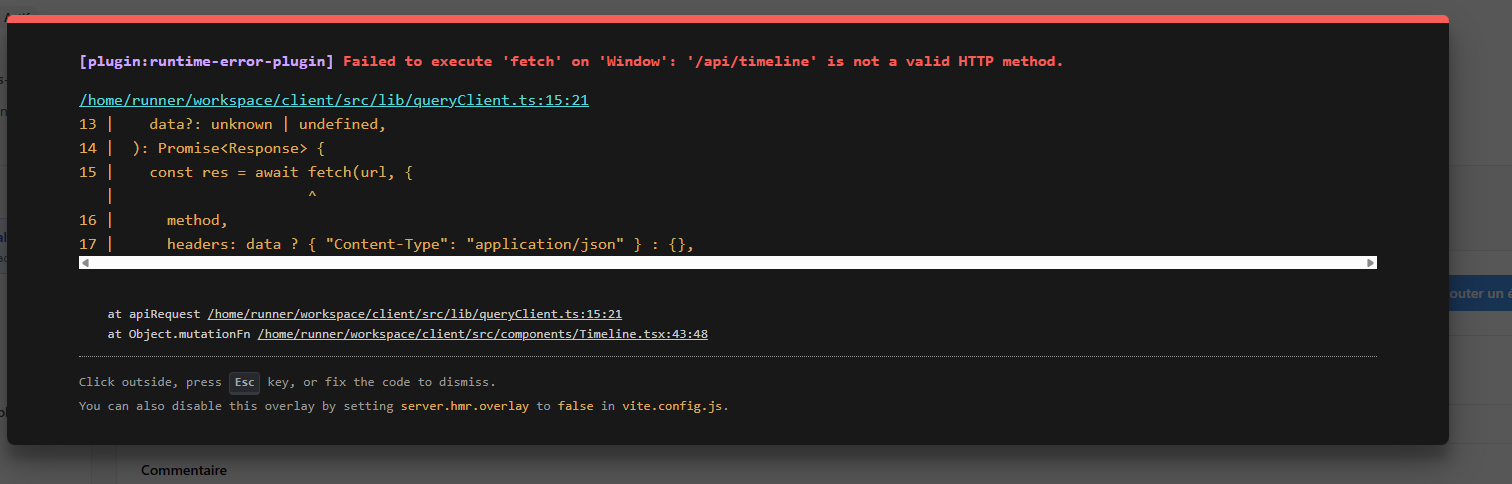 [plugin:runtime-error-plugin] Failed to execute 'fetch' on 'Window': '/api/timeline' is not a valid HTTP method.
/home/runner/workspace/client/src/lib/queryClient.ts:15:21
13 |    data?: unknown | undefined,
14 |  ): Promise<Response> {
15 |    const res = await fetch(url, {
   |                      ^
16 |      method,
17 |      headers: data ? { "Content-Type": "application/json" } : {},
at apiRequest /home/runner/workspace/client/src/lib/queryClient.ts:15:21
at Object.mutationFn /home/runner/workspace/client/src/components/Timeline.tsx:43:48
outer un é
Click outside, press Esc key, or fix the code to dismiss.
You can also disable this overlay by setting server.hmr.overlay to false in vite.config.js.
Commentaire